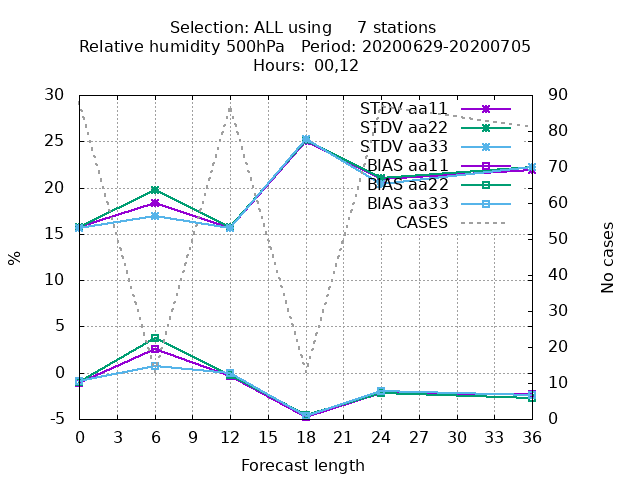 Selection: ALL using 7 stations
Relative humidity 500hPa Period: 20200629-20200705
Hours: 00,12
30 90
STDV aa11
STDV aa22
STDV aa33
BIAS aa11
BIAS aa22
BIAS aa33
CASES
25
20
15
10
5
0
-5
80
70
60
50
40
30
20
10
0
%
No cases
0 3 6 9 12 15 18 21 24 27 30 33 36
Forecast length